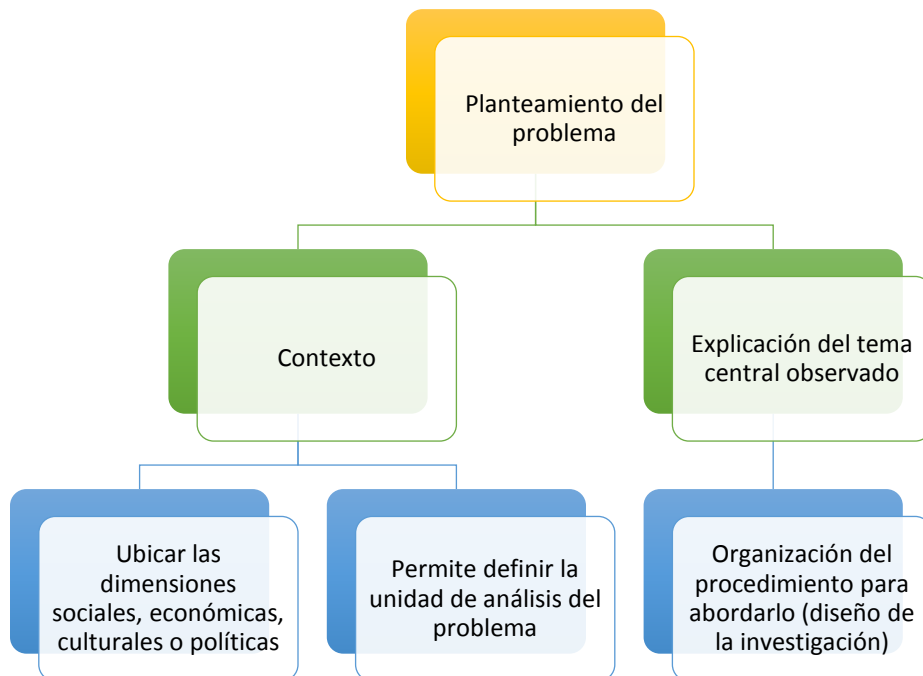 Planteamiento del
problema
Contexto
Explicación del tema
central observado
Ubicar las
dimensiones
sociales, económicas,
culturales o políticas
Permite definir la
unidad de análisis del
problema
Organización del
procedimiento para
abordarlo (diseño de
la investigación)